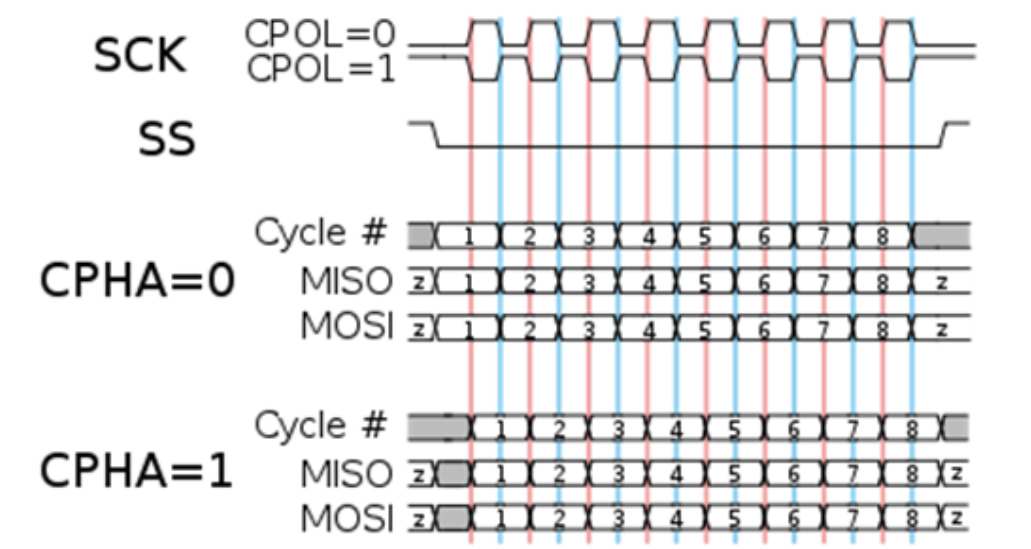 SCK CPOL=0
CPOL=1
SS
Cycle # 1 2 3 4 5 6 7 8
CPHA=0
MISO z 1 2 3 4 5 6 7 8 z
MOSI z 1 2 3 4 5 6 7 8 z
Cycle # 1 2 3 4 5 6 7 8
CPHA=1
MISO z 1 2 3 4 5 6 7 8 z
MOSI z 1 2 3 4 5 6 7 8 z